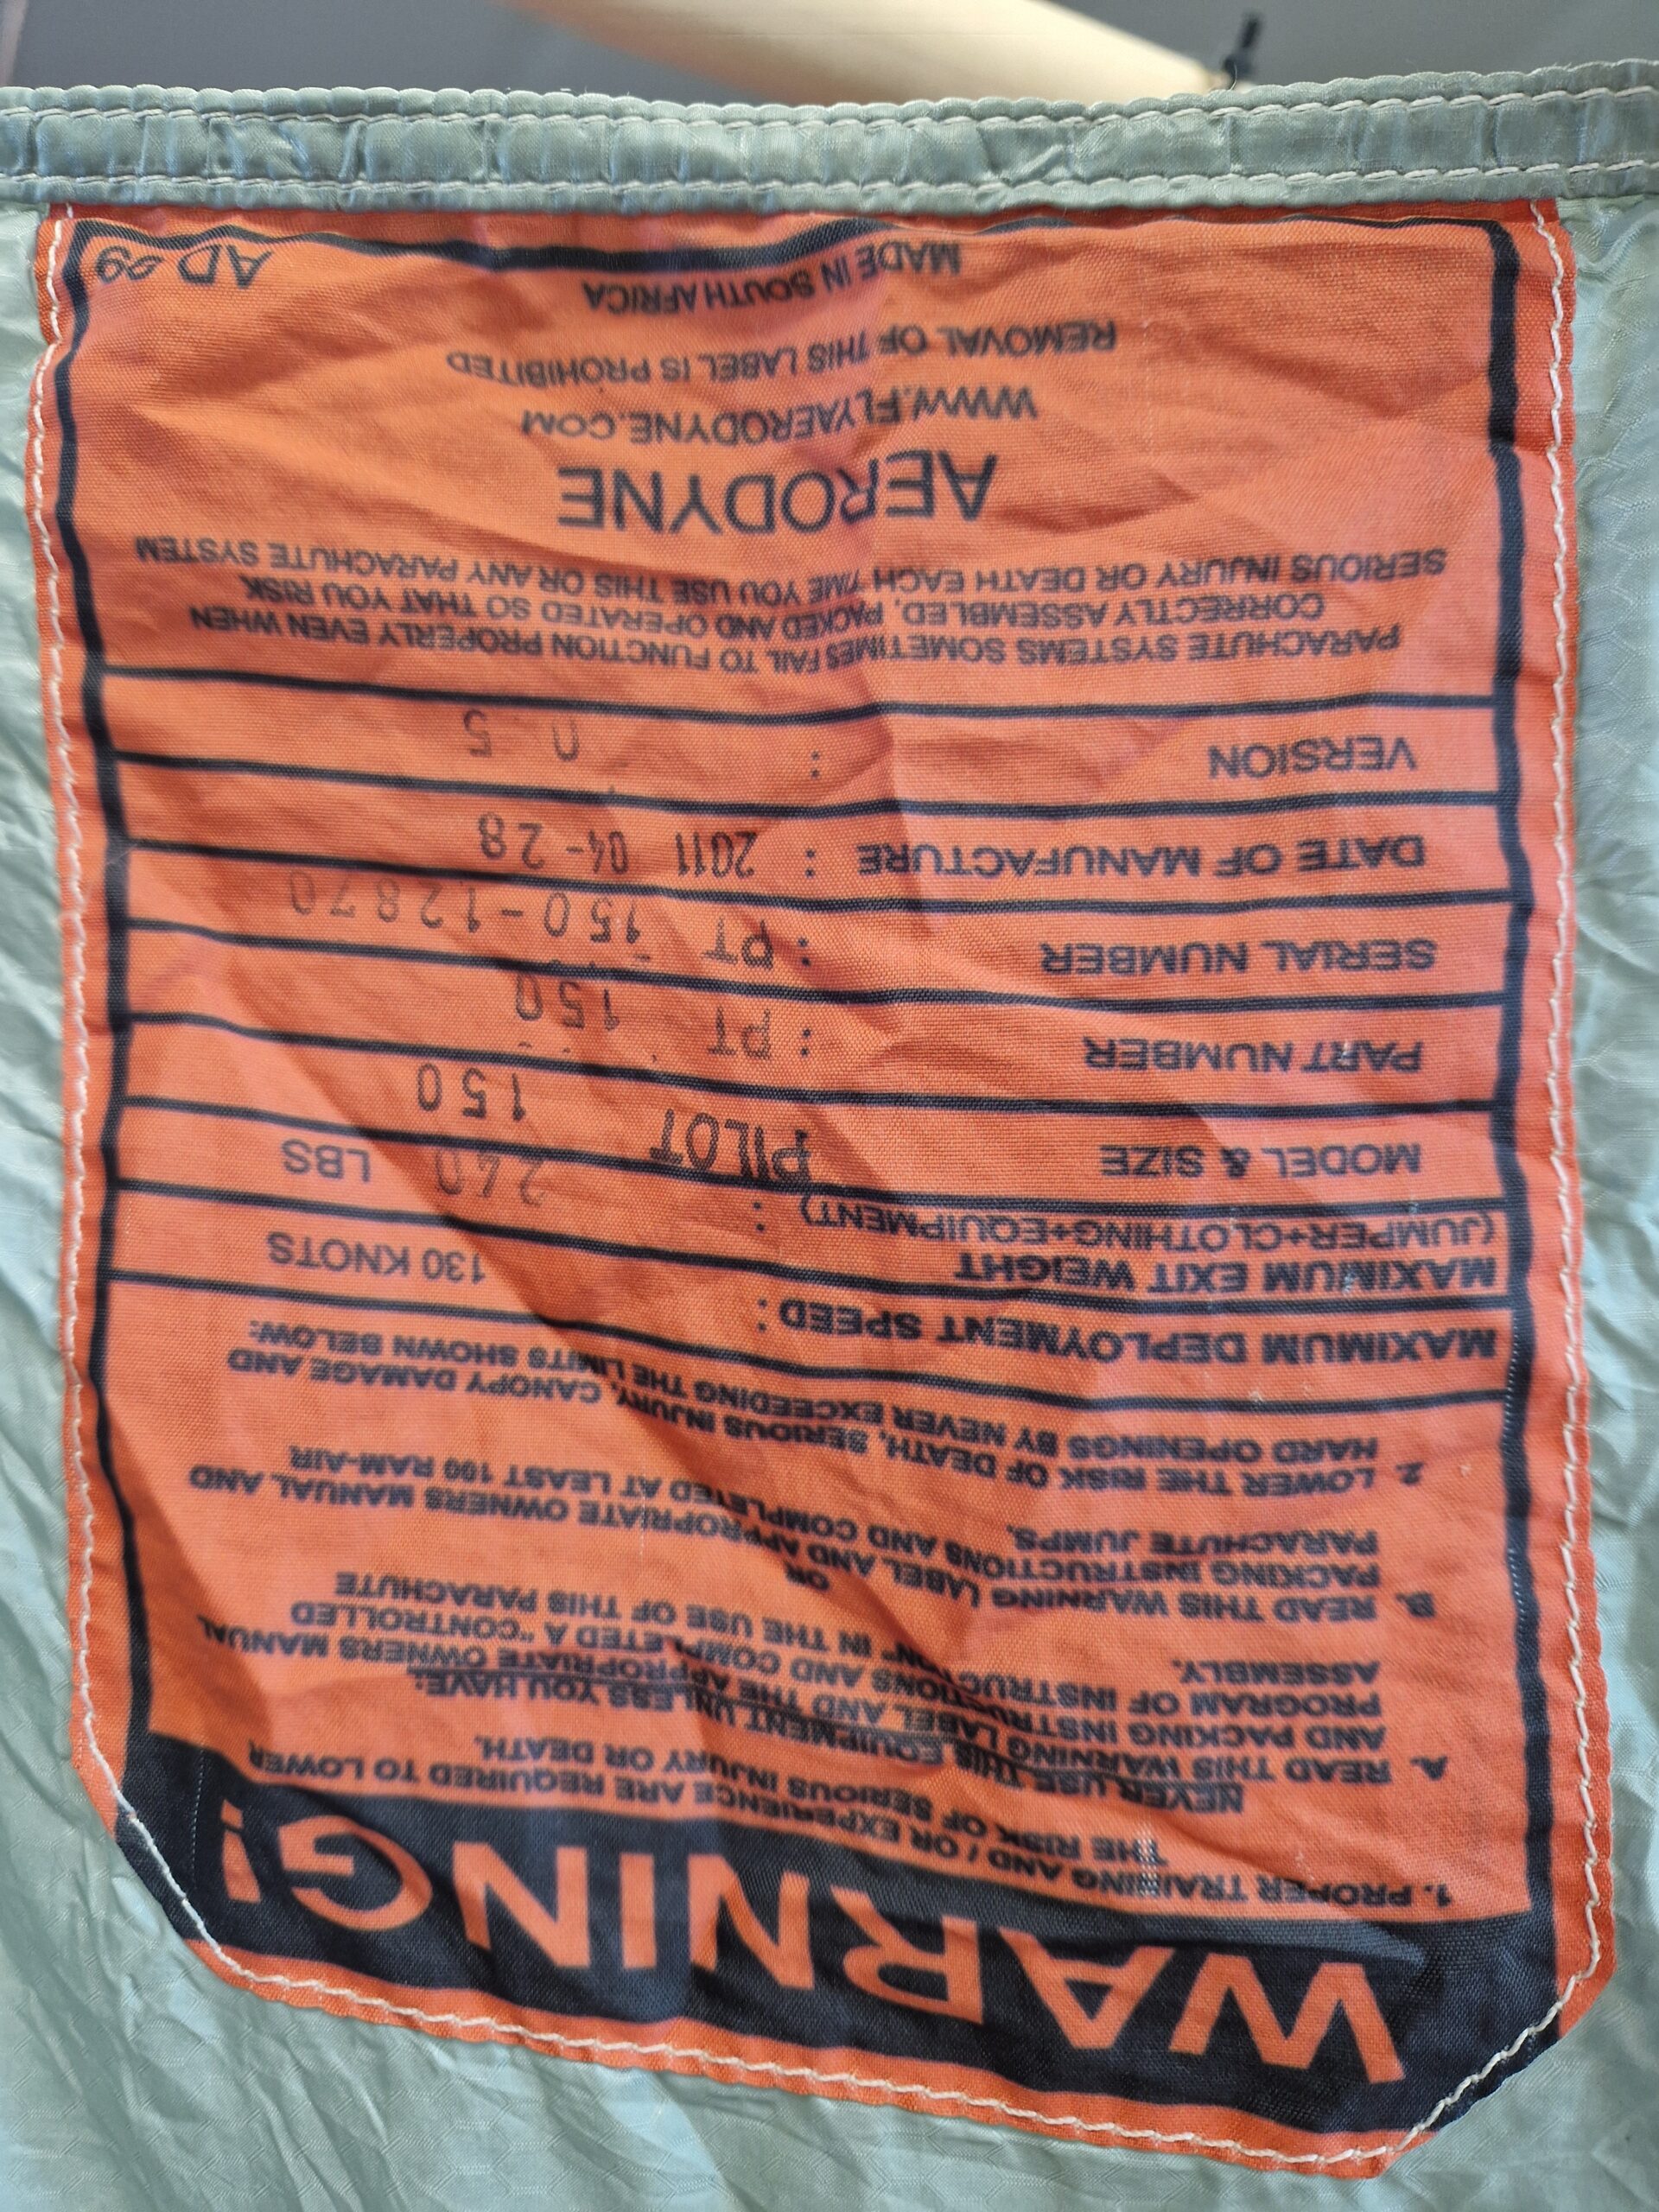 WARNING!
1. PROPER TRAINING AND / OR EXPERIENCE ARE REQUIRED TO LOWER
THE RISK OF SERIOUS INJURY OR DEATH.
NEVER USE THIS EQUIPMENT UNLESS YOU HAVE:
A. READ THIS WARNING LABEL AND THE APPROPRIATE OWNERS MANUAL
AND PACKING INSTRUCTIONS AND COMPLETED A "CONTROLLED
PROGRAM OF INSTRUCTION" IN THE USE OF THIS PARACHUTE
ASSEMBLY.
OR
B. READ THIS WARNING LABEL AND APPROPRIATE OWNERS MANUAL AND
PACKING INSTRUCTIONS AND COMPLETED AT LEAST 100 RAM-AIR
PARACHUTE JUMPS.
2. LOWER THE RISK OF DEATH, SERIOUS INJURY, CANOPY DAMAGE AND
HARD OPENINGS BY NEVER EXCEEDING THE LIMITS SHOWN BELOW:
MAXIMUM DEPLOYMENT SPEED : 130 KNOTS
MAXIMUM EXIT WEIGHT
(JUMPER+CLOTHING+EQUIPMENT) : 240 LBS
MODEL & SIZE PILOT 150
PART NUMBER : PT 150
SERIAL NUMBER : PT 150-12870
DATE OF MANUFACTURE : 2011 04-28
VERSION : 5
PARACHUTE SYSTEMS SOMETIMES FAIL TO FUNCTION PROPERLY EVEN WHEN
CORRECTLY ASSEMBLED, PACKED AND OPERATED SO THAT YOU RISK
SERIOUS INJURY OR DEATH EACH TIME YOU USE THIS OR ANY PARACHUTE SYSTEM
AERODYNE
WWW.FLYAERODYNE.COM
REMOVAL OF THIS LABEL IS PROHIBITED
MADE IN SOUTH AFRICA
AD 99